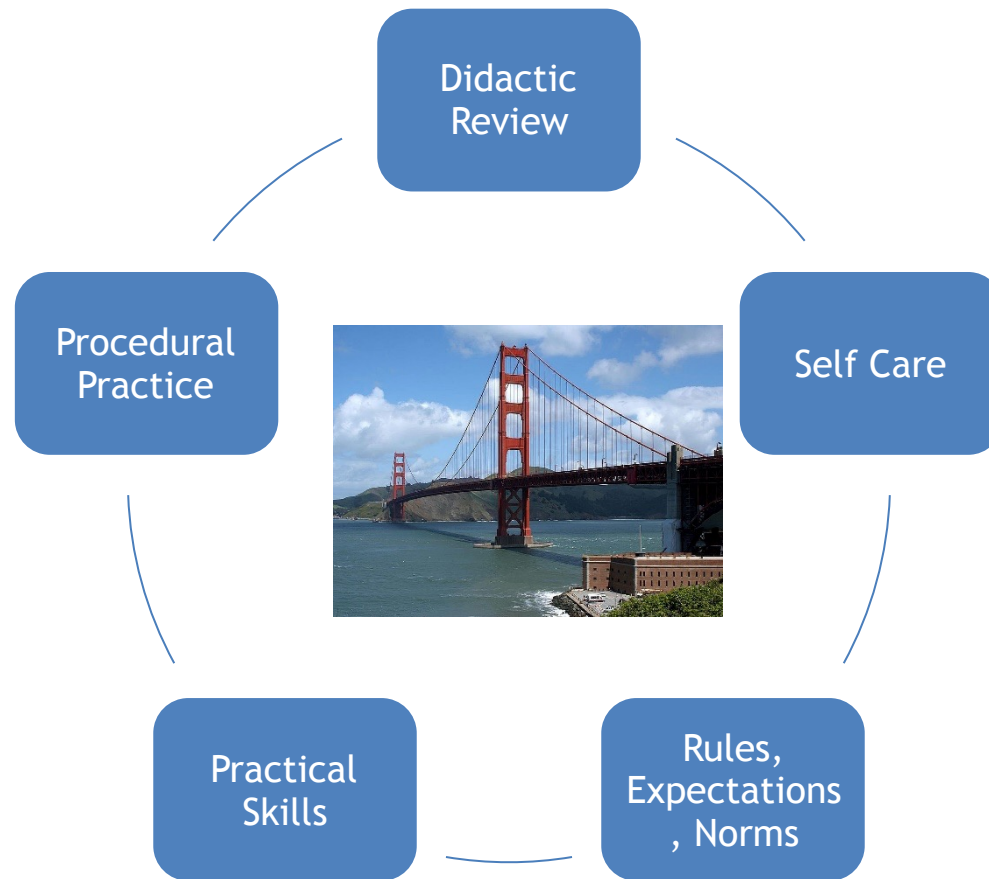 Didactic
Review
Procedural
Practice
Self Care
Practical
Skills
Rules,
Expectations
, Norms